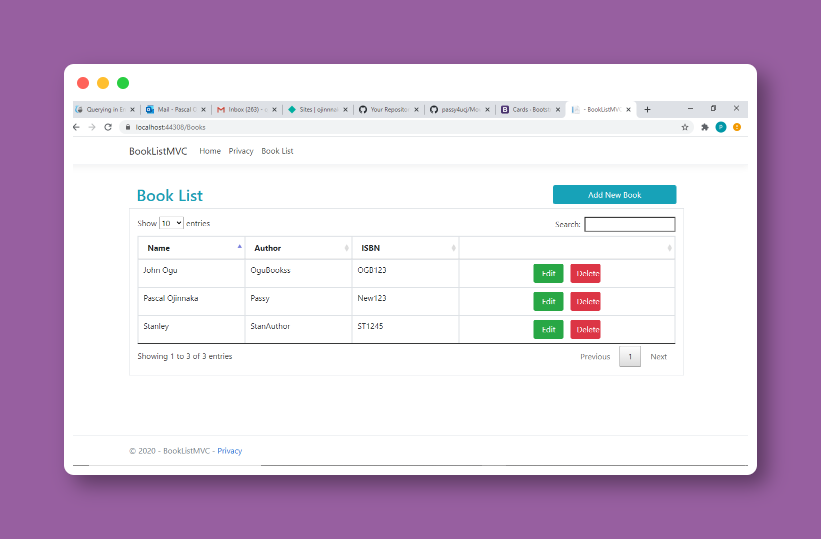 Querying in En
Mail - Pascal O
Inbox (263) - o
Sites | ojinnna
Your Repositor
passy4ucj/Mo
Cards · Bootst
- BookListMVC
localhost:44308/Books
P
BookListMVC Home Privacy Book List
Book List
Add New Book
Show 10 entries
Search:
Name Author ISBN
John Ogu OguBookss OGB123 Edit Delete
Pascal Ojinnaka Passy New123 Edit Delete
Stanley StanAuthor ST1245 Edit Delete
Showing 1 to 3 of 3 entries
Previous 1 Next
© 2020 - BookListMVC - Privacy